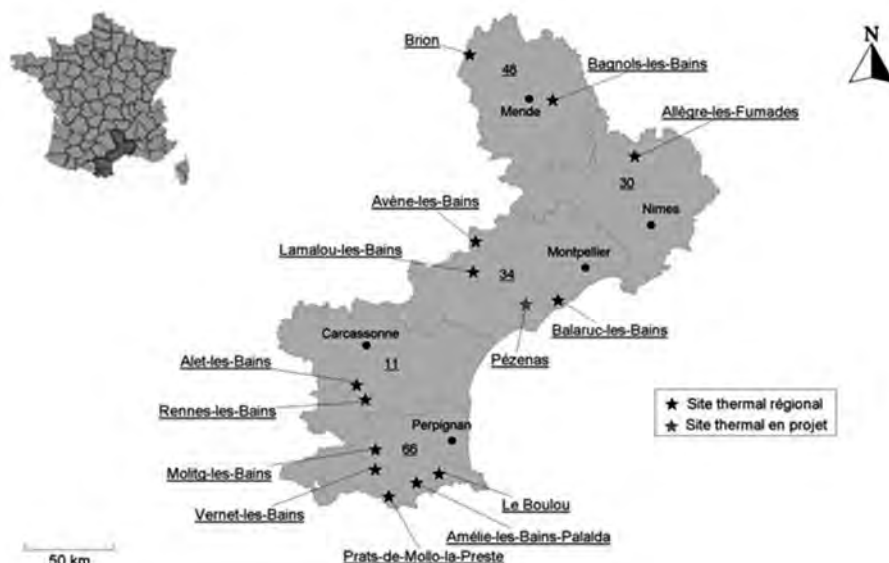 N
Brion
48
Bagnols-les-Bains
Mende
Allègre-les-Fumades
30
Avène-les-Bains
Nimes
Lamalou-les-Bains
Montpellier
34
Carcassonne
Balaruc-les-Bains
Pézenas
Alet-les-Bains
11
Rennes-les-Bains
Site thermal régional
Site thermal en projet
Perpignan
66
Molitg-les-Bains
Le Boulou
Vernet-les-Bains
Amélie-les-Bains-Palalda
Prats-de-Mollo-la-Preste
50 km